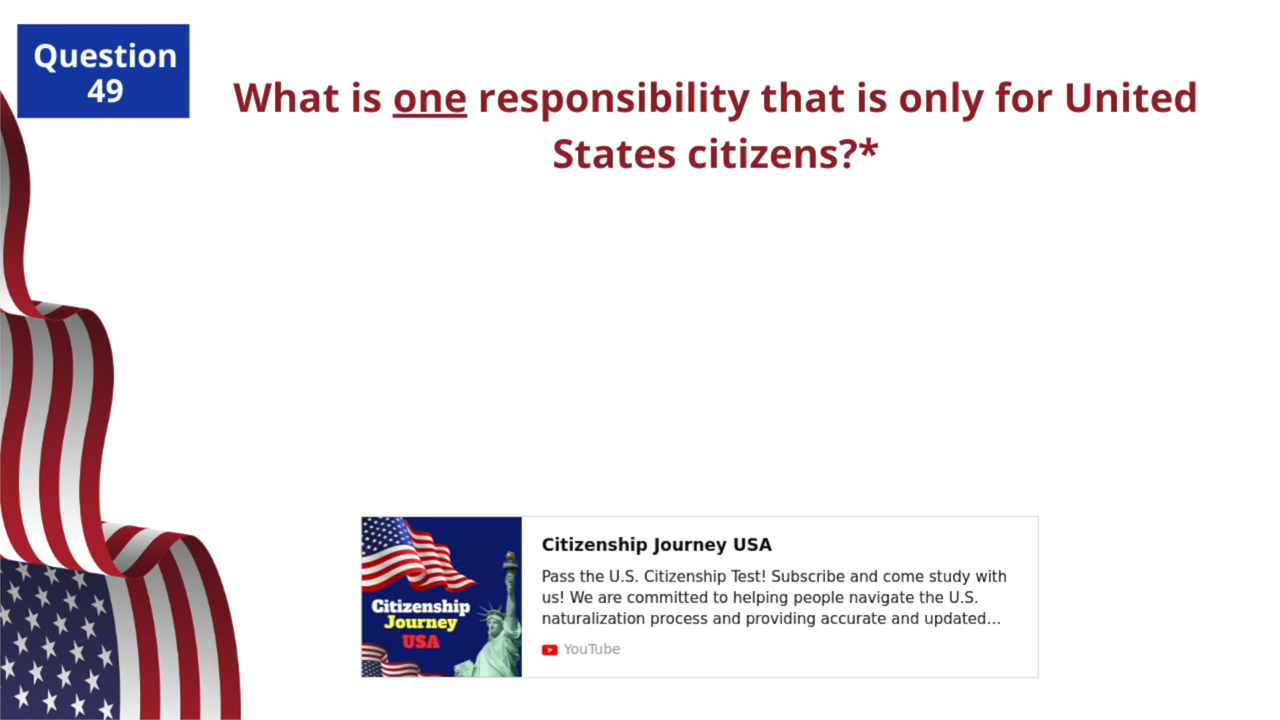 Question
49
What is one responsibility that is only for United
States citizens?*
Citizenship Journey USA
Pass the U.S. Citizenship Test! Subscribe and come study with
us! We are committed to helping people navigate the U.S.
naturalization process and providing accurate and updated...
YouTube
Citizenship
Journey
USA